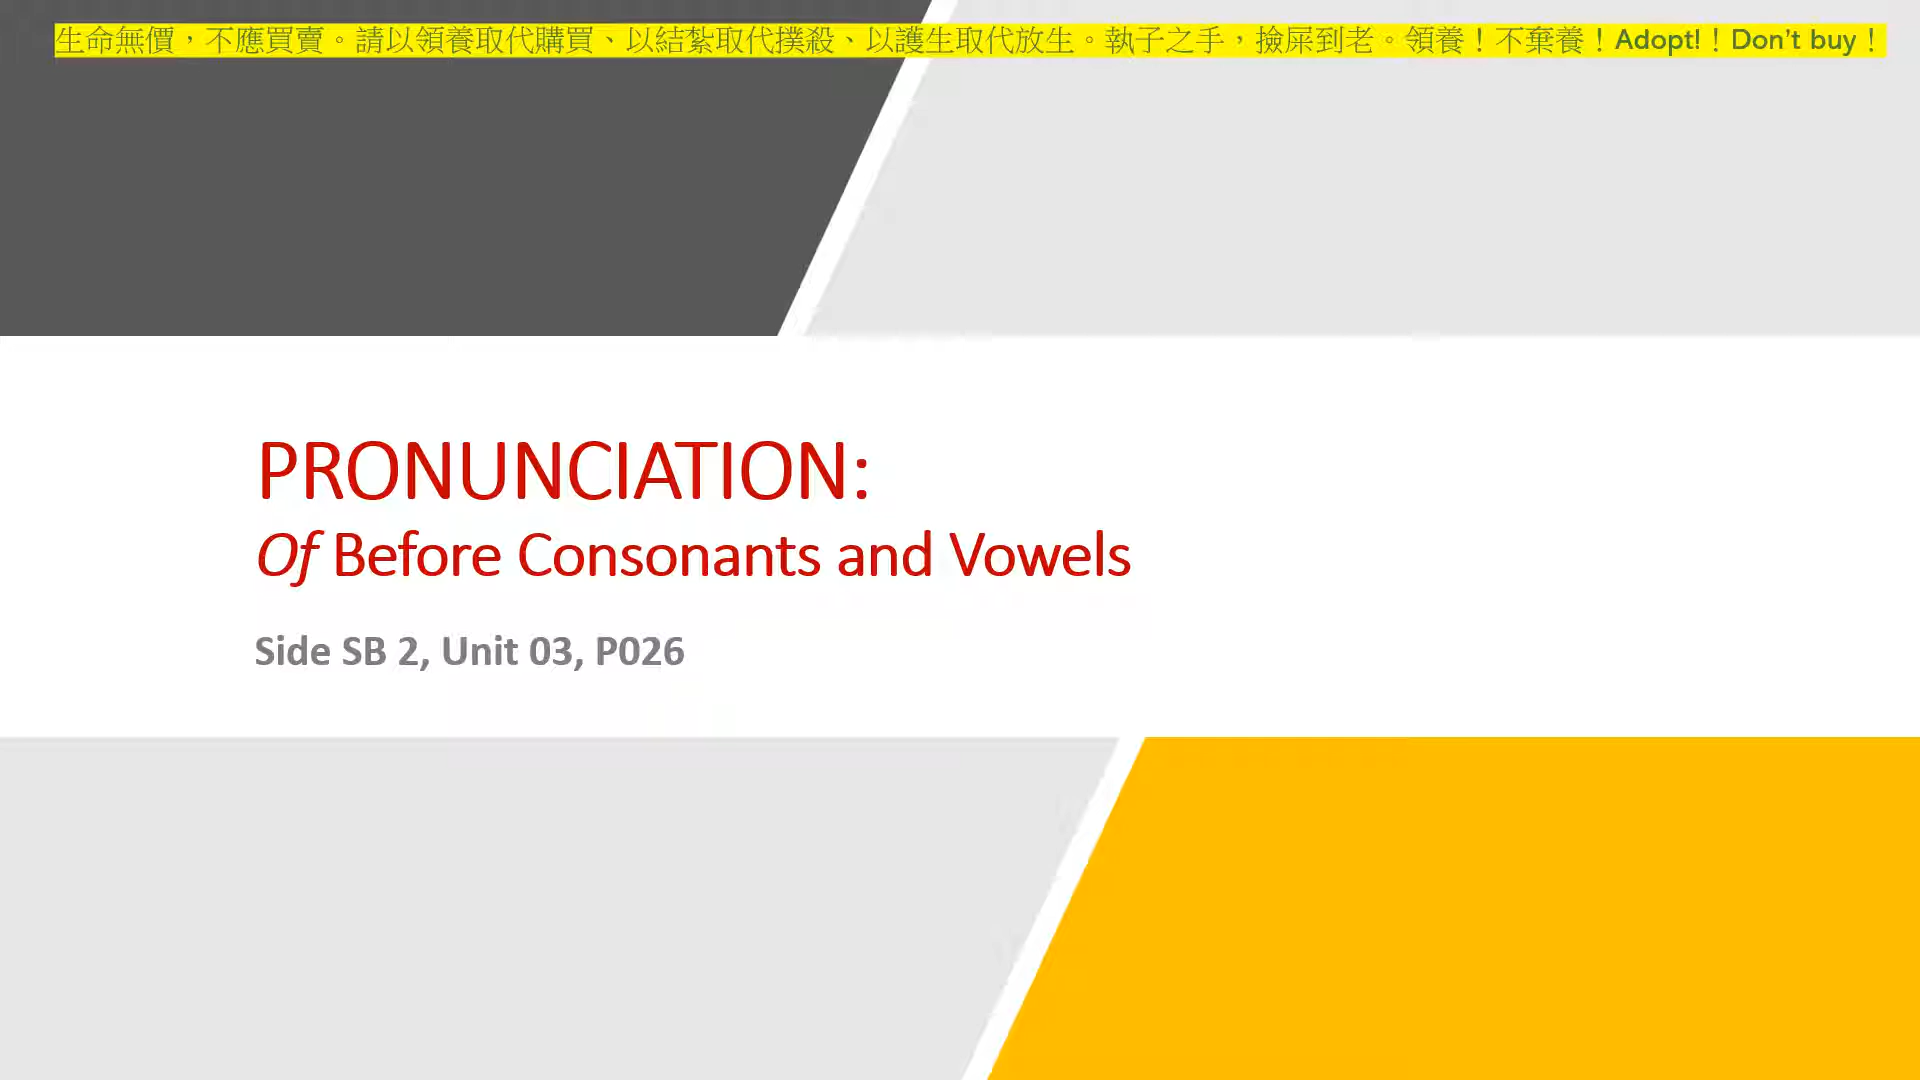 生命無價，不應買賣。請以領養取代購買、以結紮取代撲殺、以護生取代放生。執子之手，撿屎到老。領養！不棄養！Adopt!！Don’t buy！
PRONUNCIATION:
Of Before Consonants and Vowels
Side SB 2, Unit 03, P026